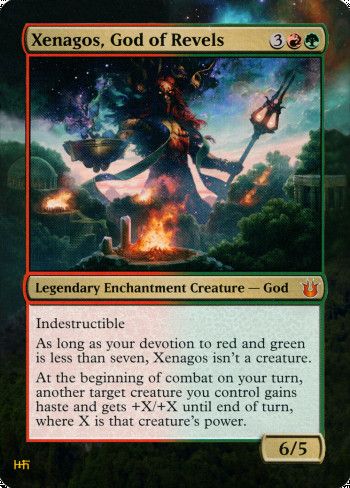 Xenagos, God of Revels 3
Legendary Enchantment Creature — God
Indestructible
As long as your devotion to red and green
is less than seven, Xenagos isn't a creature.
At the beginning of combat on your turn,
another target creature you control gains
haste and gets +X/+X until end of turn,
where X is that creature's power.
6/5